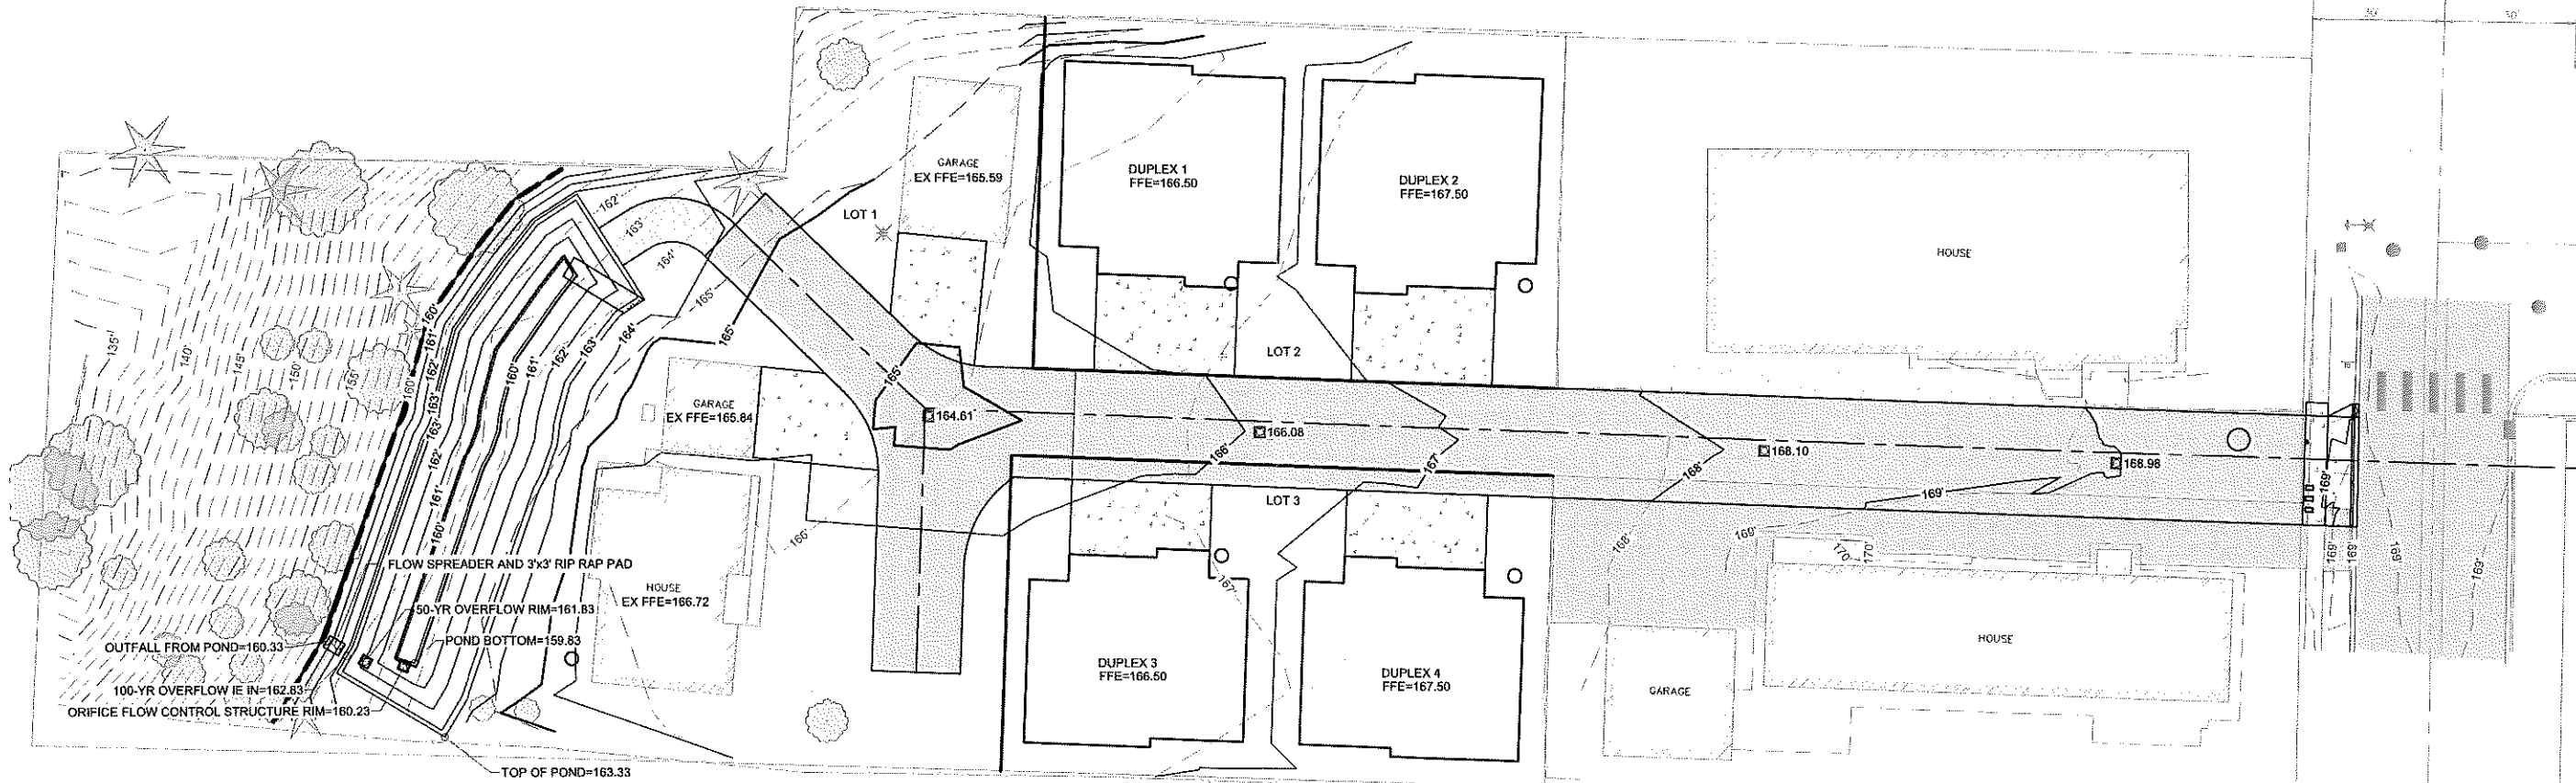 30'
GARAGE
EX FFE=165.59
DUPLEX 1
FFE=166.50
DUPLEX 2
FFE=167.50
LOT 1
162'
163'
164'
165'
165'
164'
163'
162'
161'
160'
HOUSE
160'
161'
162'
163'
160'
163'
162'
161'
160'
135'
140'
145'
150'
155'
LOT 2
165'
164.61
166.08
166'
167'
168'
168.10
168.98
169'
169'
GARAGE
EX FFE=165.84
LOT 3
166'
167'
168'
169'
170'
170'
169'
169'
169'
169'
FLOW SPREADER AND 3'x3' RIP RAP PAD
HOUSE
EX FFE=166.72
50-YR OVERFLOW RIM=161.83
POND BOTTOM=159.83
OUTFALL FROM POND=160.33
100-YR OVERFLOW IE IN=162.83
ORIFICE FLOW CONTROL STRUCTURE RIM=160.23
TOP OF POND=163.33
DUPLEX 3
FFE=166.50
DUPLEX 4
FFE=167.50
GARAGE
HOUSE